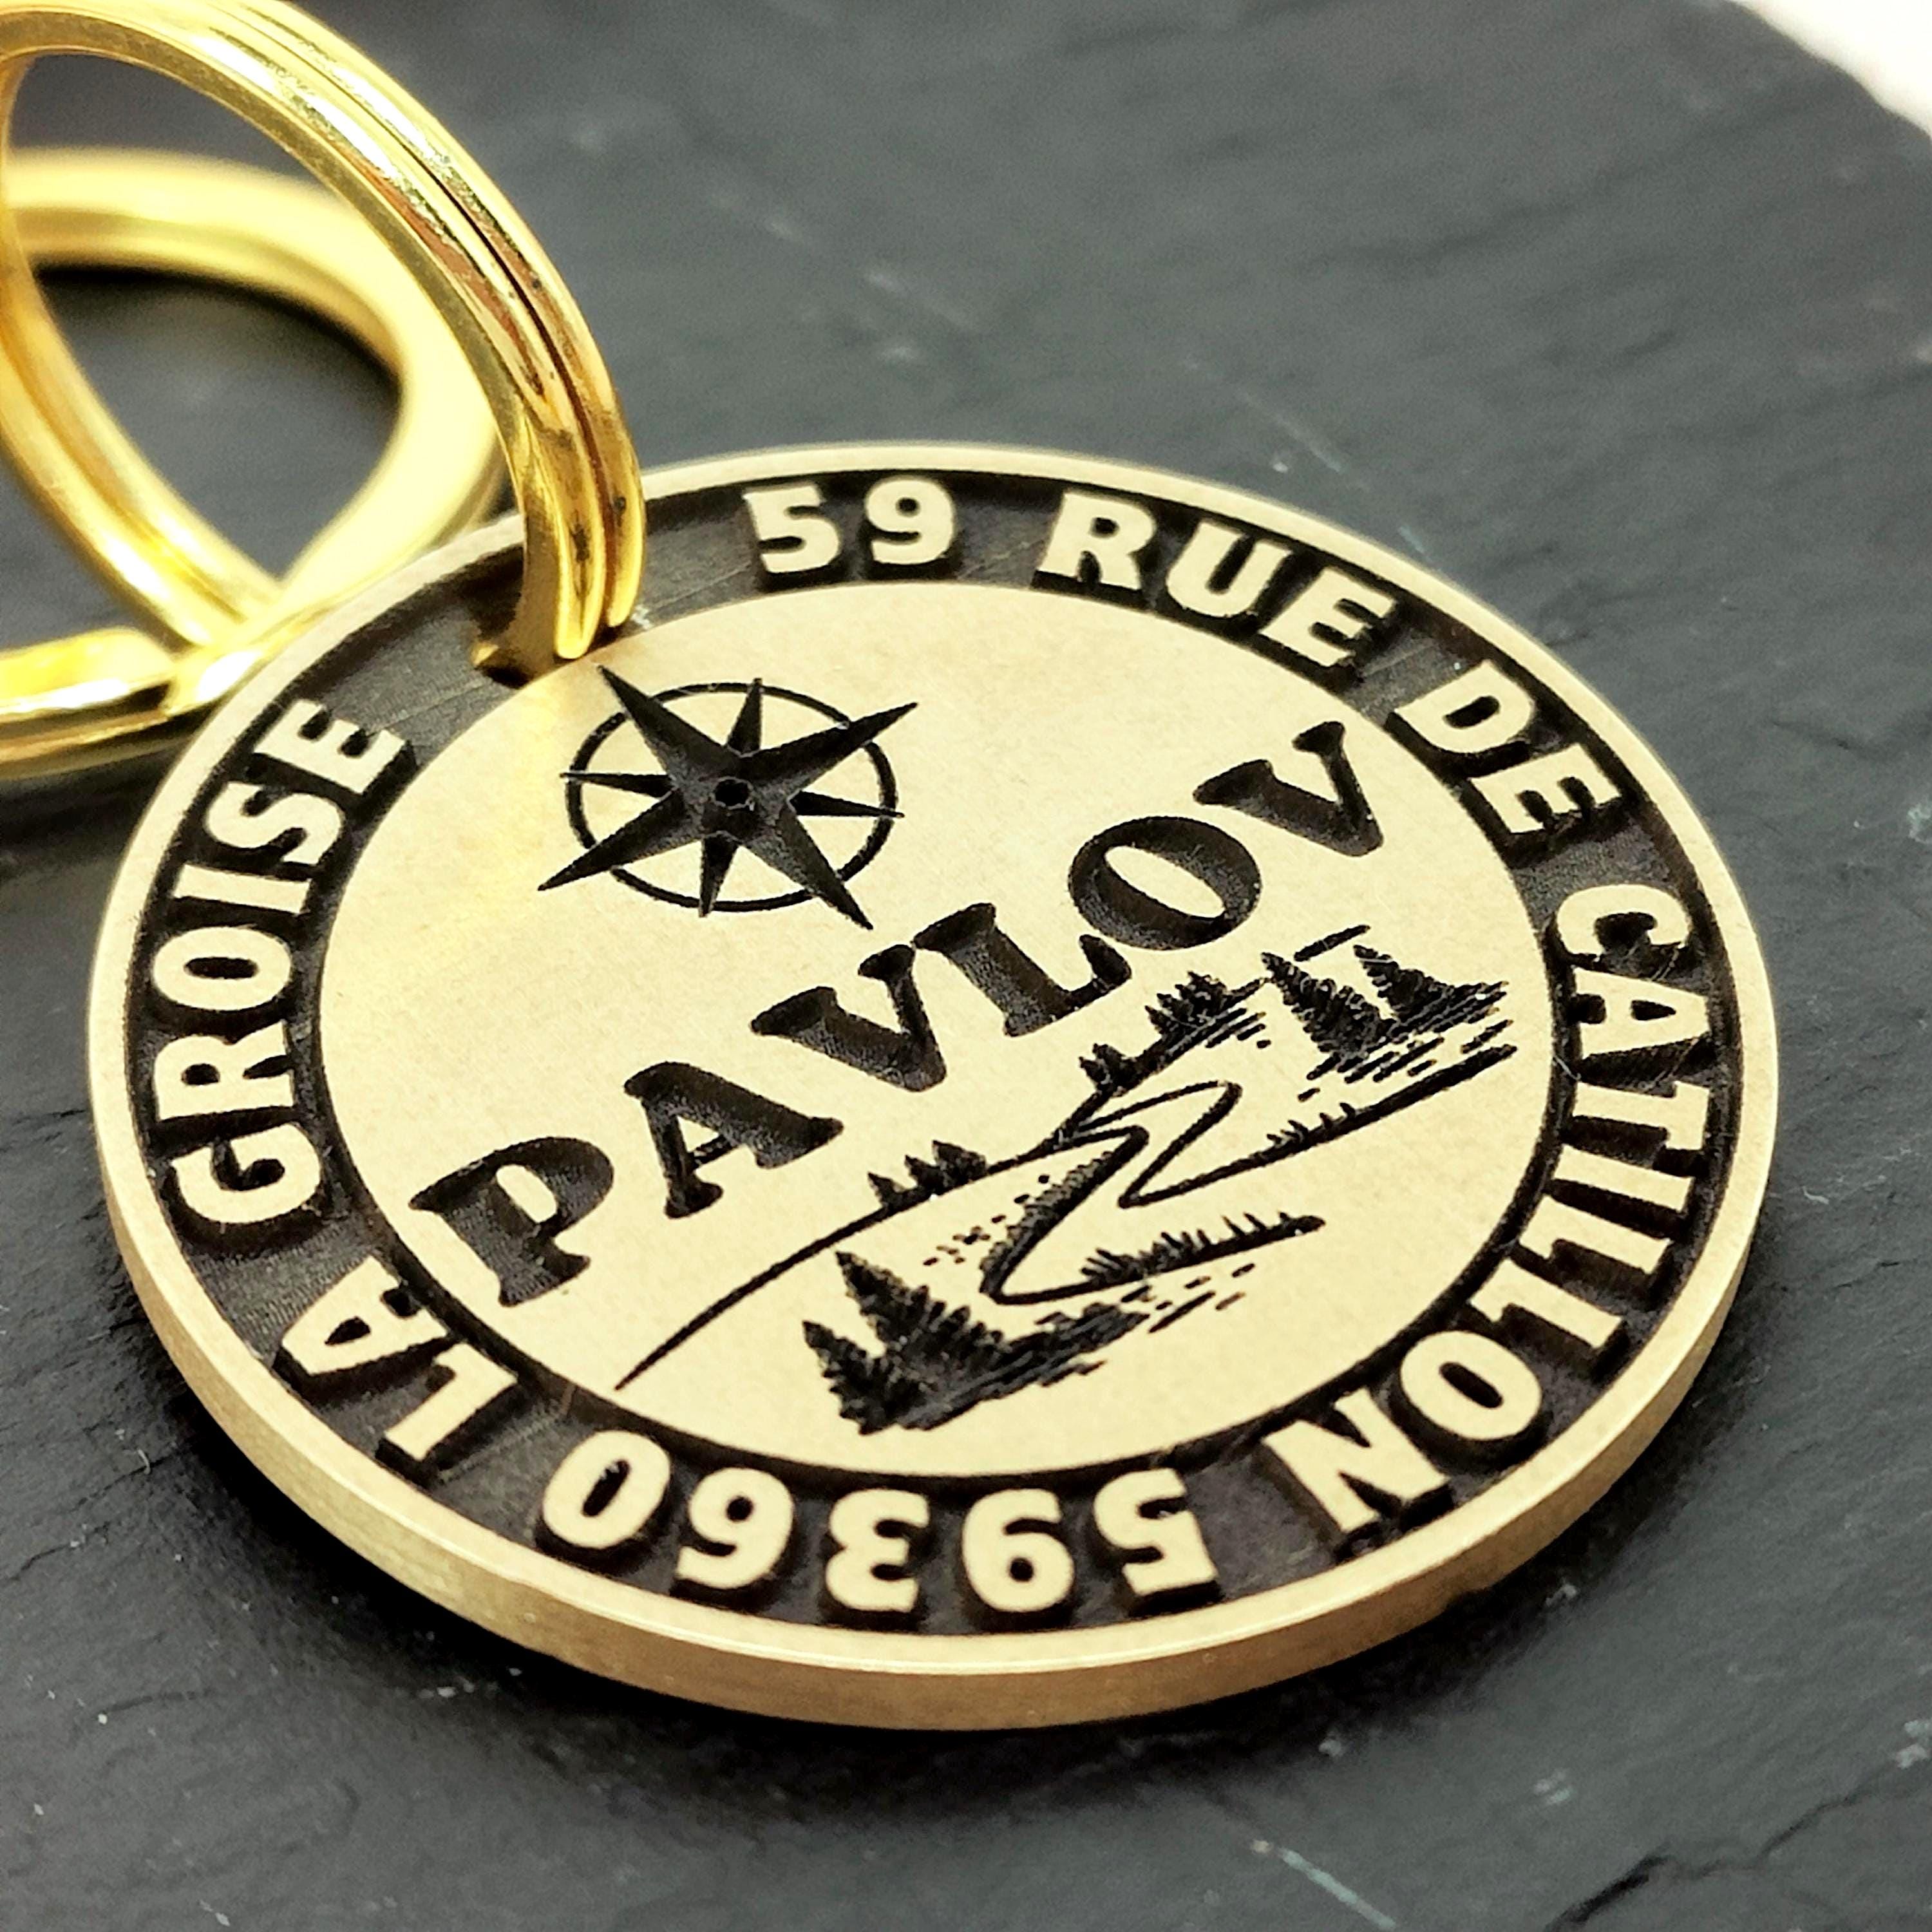 59 RUE DE CATILLON 59360 LA GROISE
PAVLOV